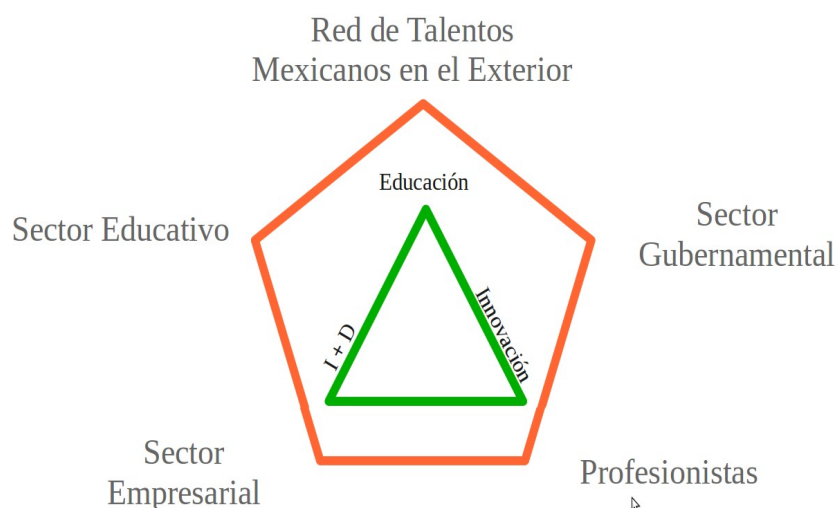 Red de Talentos
Mexicanos en el Exterior
Educación
Sector Educativo
Sector
Gubernamental
I + D
Innovación
Sector
Empresarial
Profesionistas